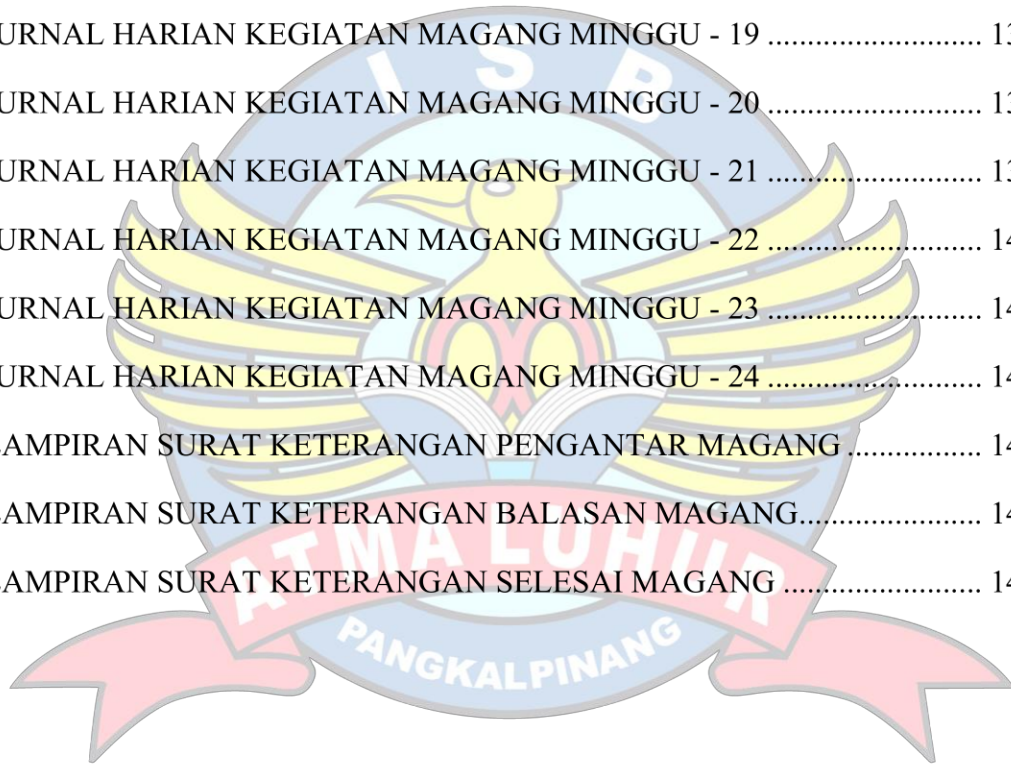 I S B
URNAL HARIAN KEGIATAN MAGANG MINGGU - 19 .......................... 13
URNAL HARIAN KEGIATAN MAGANG MINGGU - 20 .......................... 13
URNAL HARIAN KEGIATAN MAGANG MINGGU - 21 .......................... 13
URNAL HARIAN KEGIATAN MAGANG MINGGU - 22 .......................... 14
URNAL HARIAN KEGIATAN MAGANG MINGGU - 23 .......................... 14
URNAL HARIAN KEGIATAN MAGANG MINGGU - 24 .......................... 14
AMPIRAN SURAT KETERANGAN PENGANTAR MAGANG ................. 14
AMPIRAN SURAT KETERANGAN BALASAN MAGANG...................... 14
AMPIRAN SURAT KETERANGAN SELESAI MAGANG ........................ 14
ATMA LUHUR
PANGKALPINANG